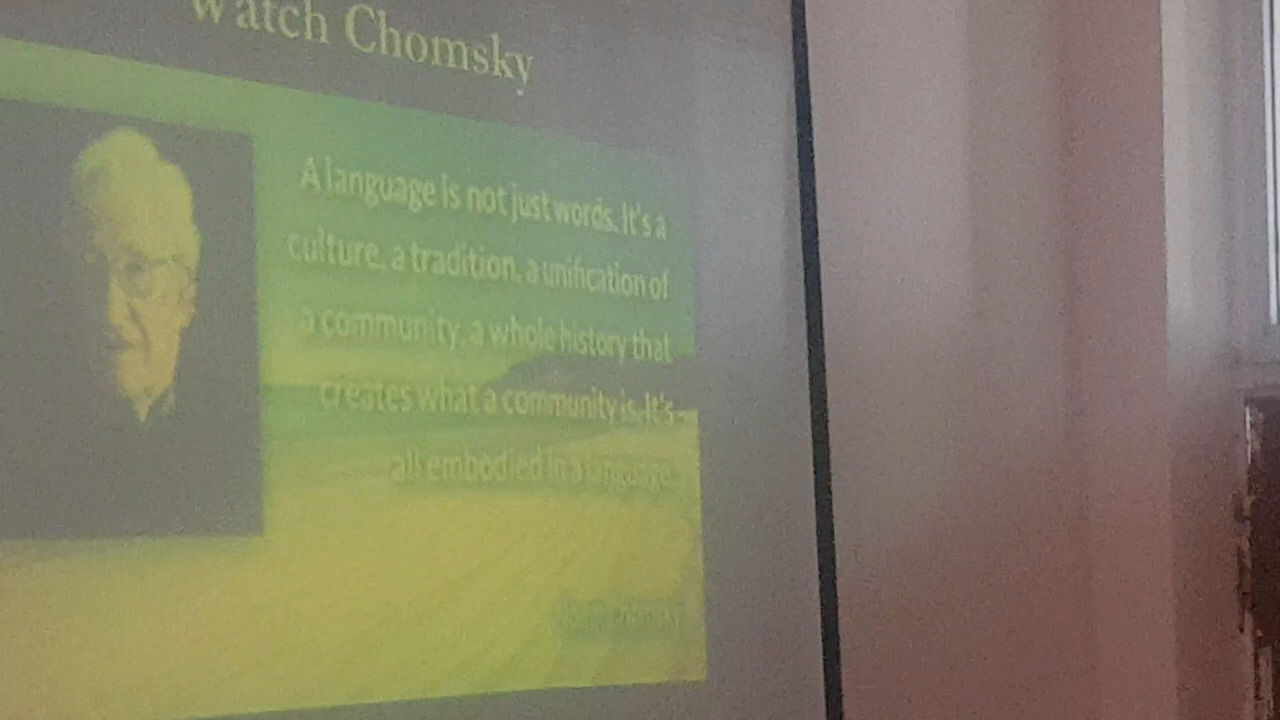 Watch Chomsky
A language is not just words. It's a
culture, a tradition, a unification of
a community, a whole history that
creates what a community is. It's
all embodied in a language.